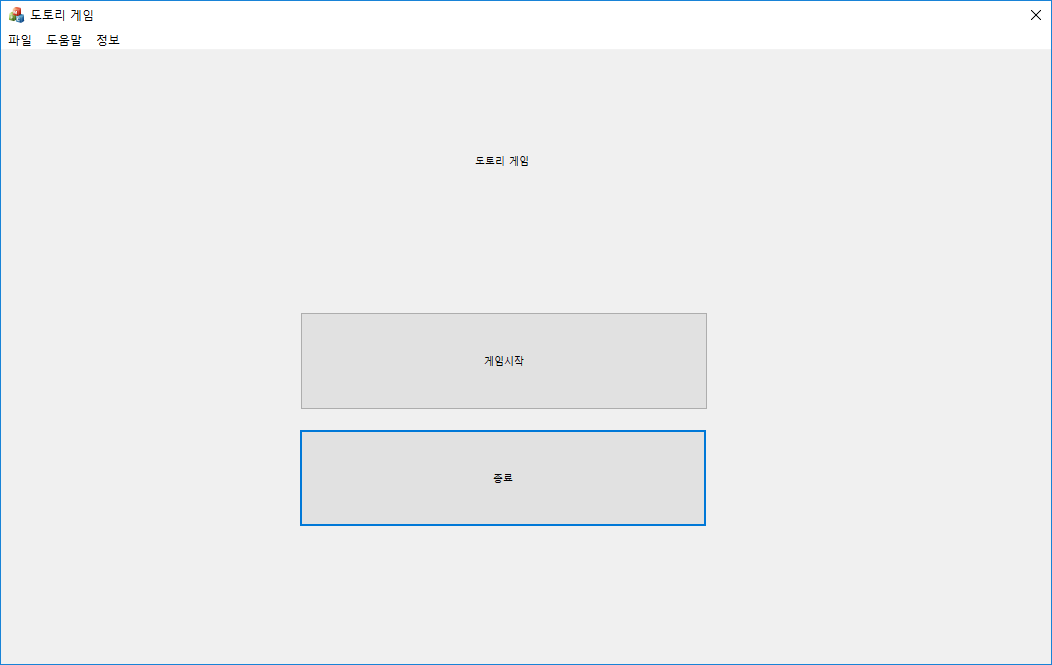 도토리 게임
파일 도움말 정보
도토리 게임
게임시작
종료